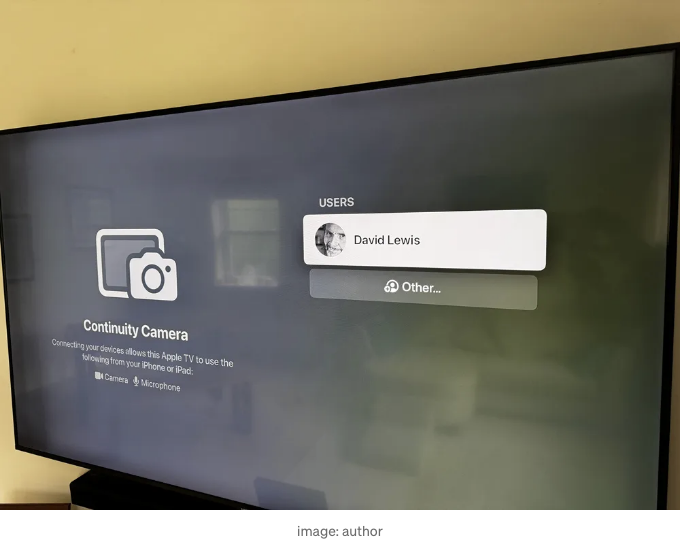 USERS
David Lewis
Other...
Continuity Camera
Connecting your devices allows this Apple TV to use the
following from your iPhone or iPad:
Camera Microphone
image: author